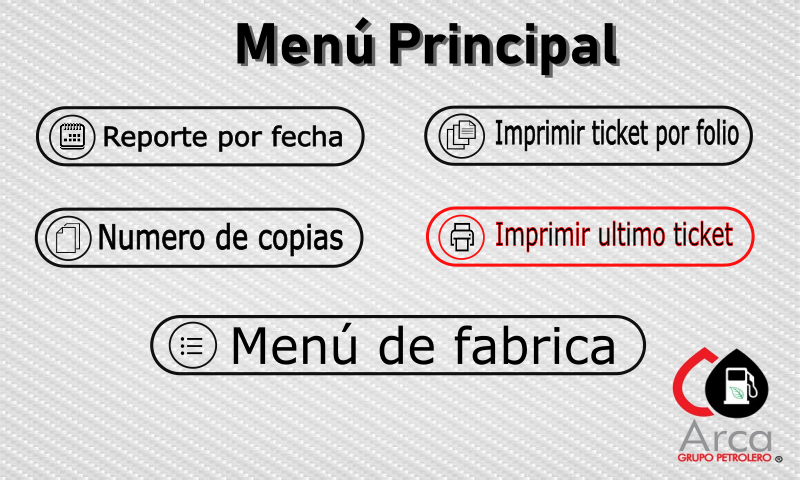 Menú Principal
Reporte por fecha
Imprimir ticket por folio
Numero de copias
Imprimir ultimo ticket
Menú de fabrica
Arca
GRUPO PETROLERO ®